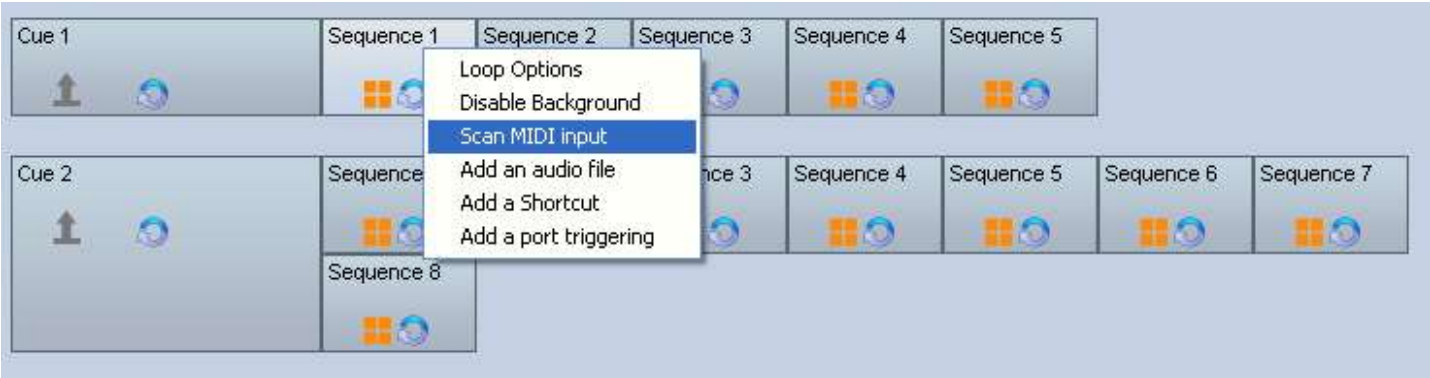 Cue 1
Sequence 1
Sequence 2
Sequence 3
Sequence 4
Sequence 5
Loop Options
Disable Background
Scan MIDI input
Add an audio file
Add a Shortcut
Add a port triggering
Cue 2
Sequence
nce 3
Sequence 4
Sequence 5
Sequence 6
Sequence 7
Sequence 8